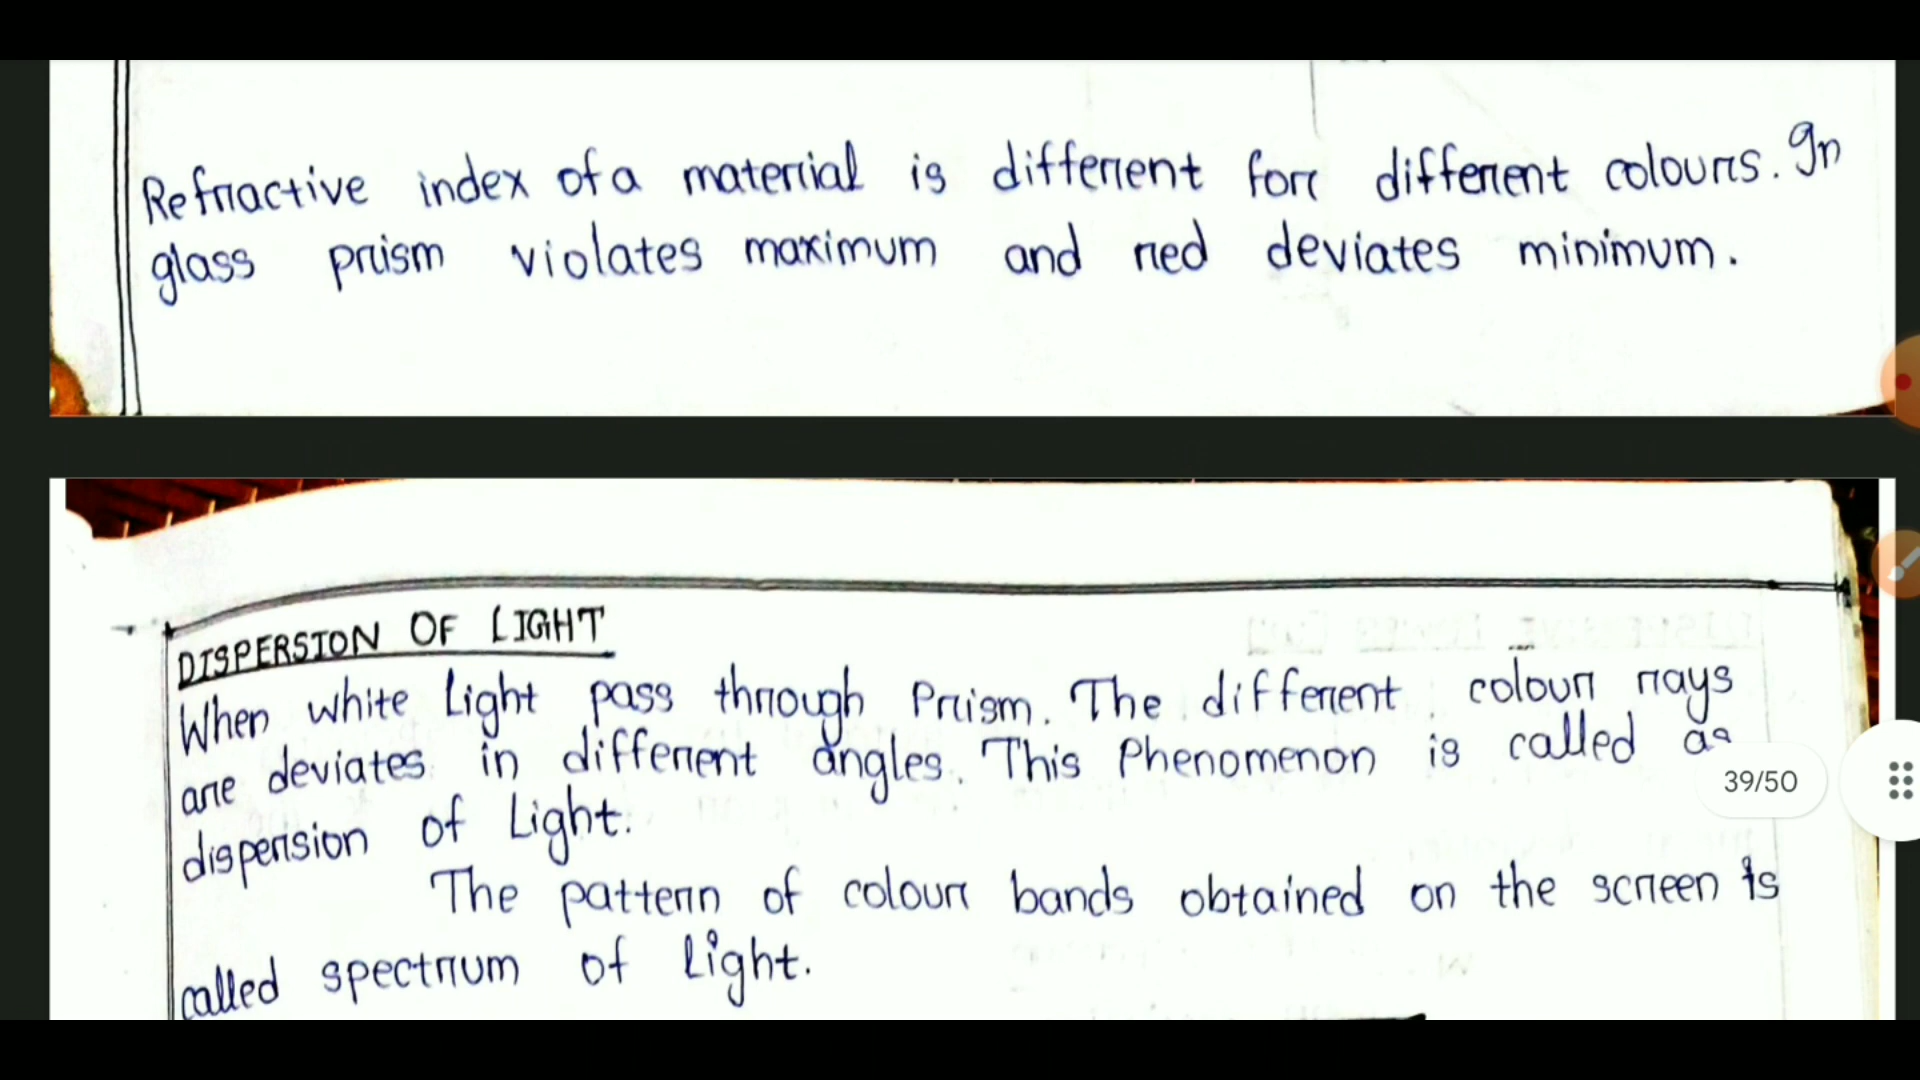 Refractive index of a material is different for different colours. In
glass prism violates maximum and red deviates minimum.
DISPERSION OF LIGHT
When white light pass through Prism. The different colour rays
are deviates in different angles. This Phenomenon is called as
dispersion of Light.
The pattern of colour bands obtained on the screen is
called spectrum of Light.
39/50